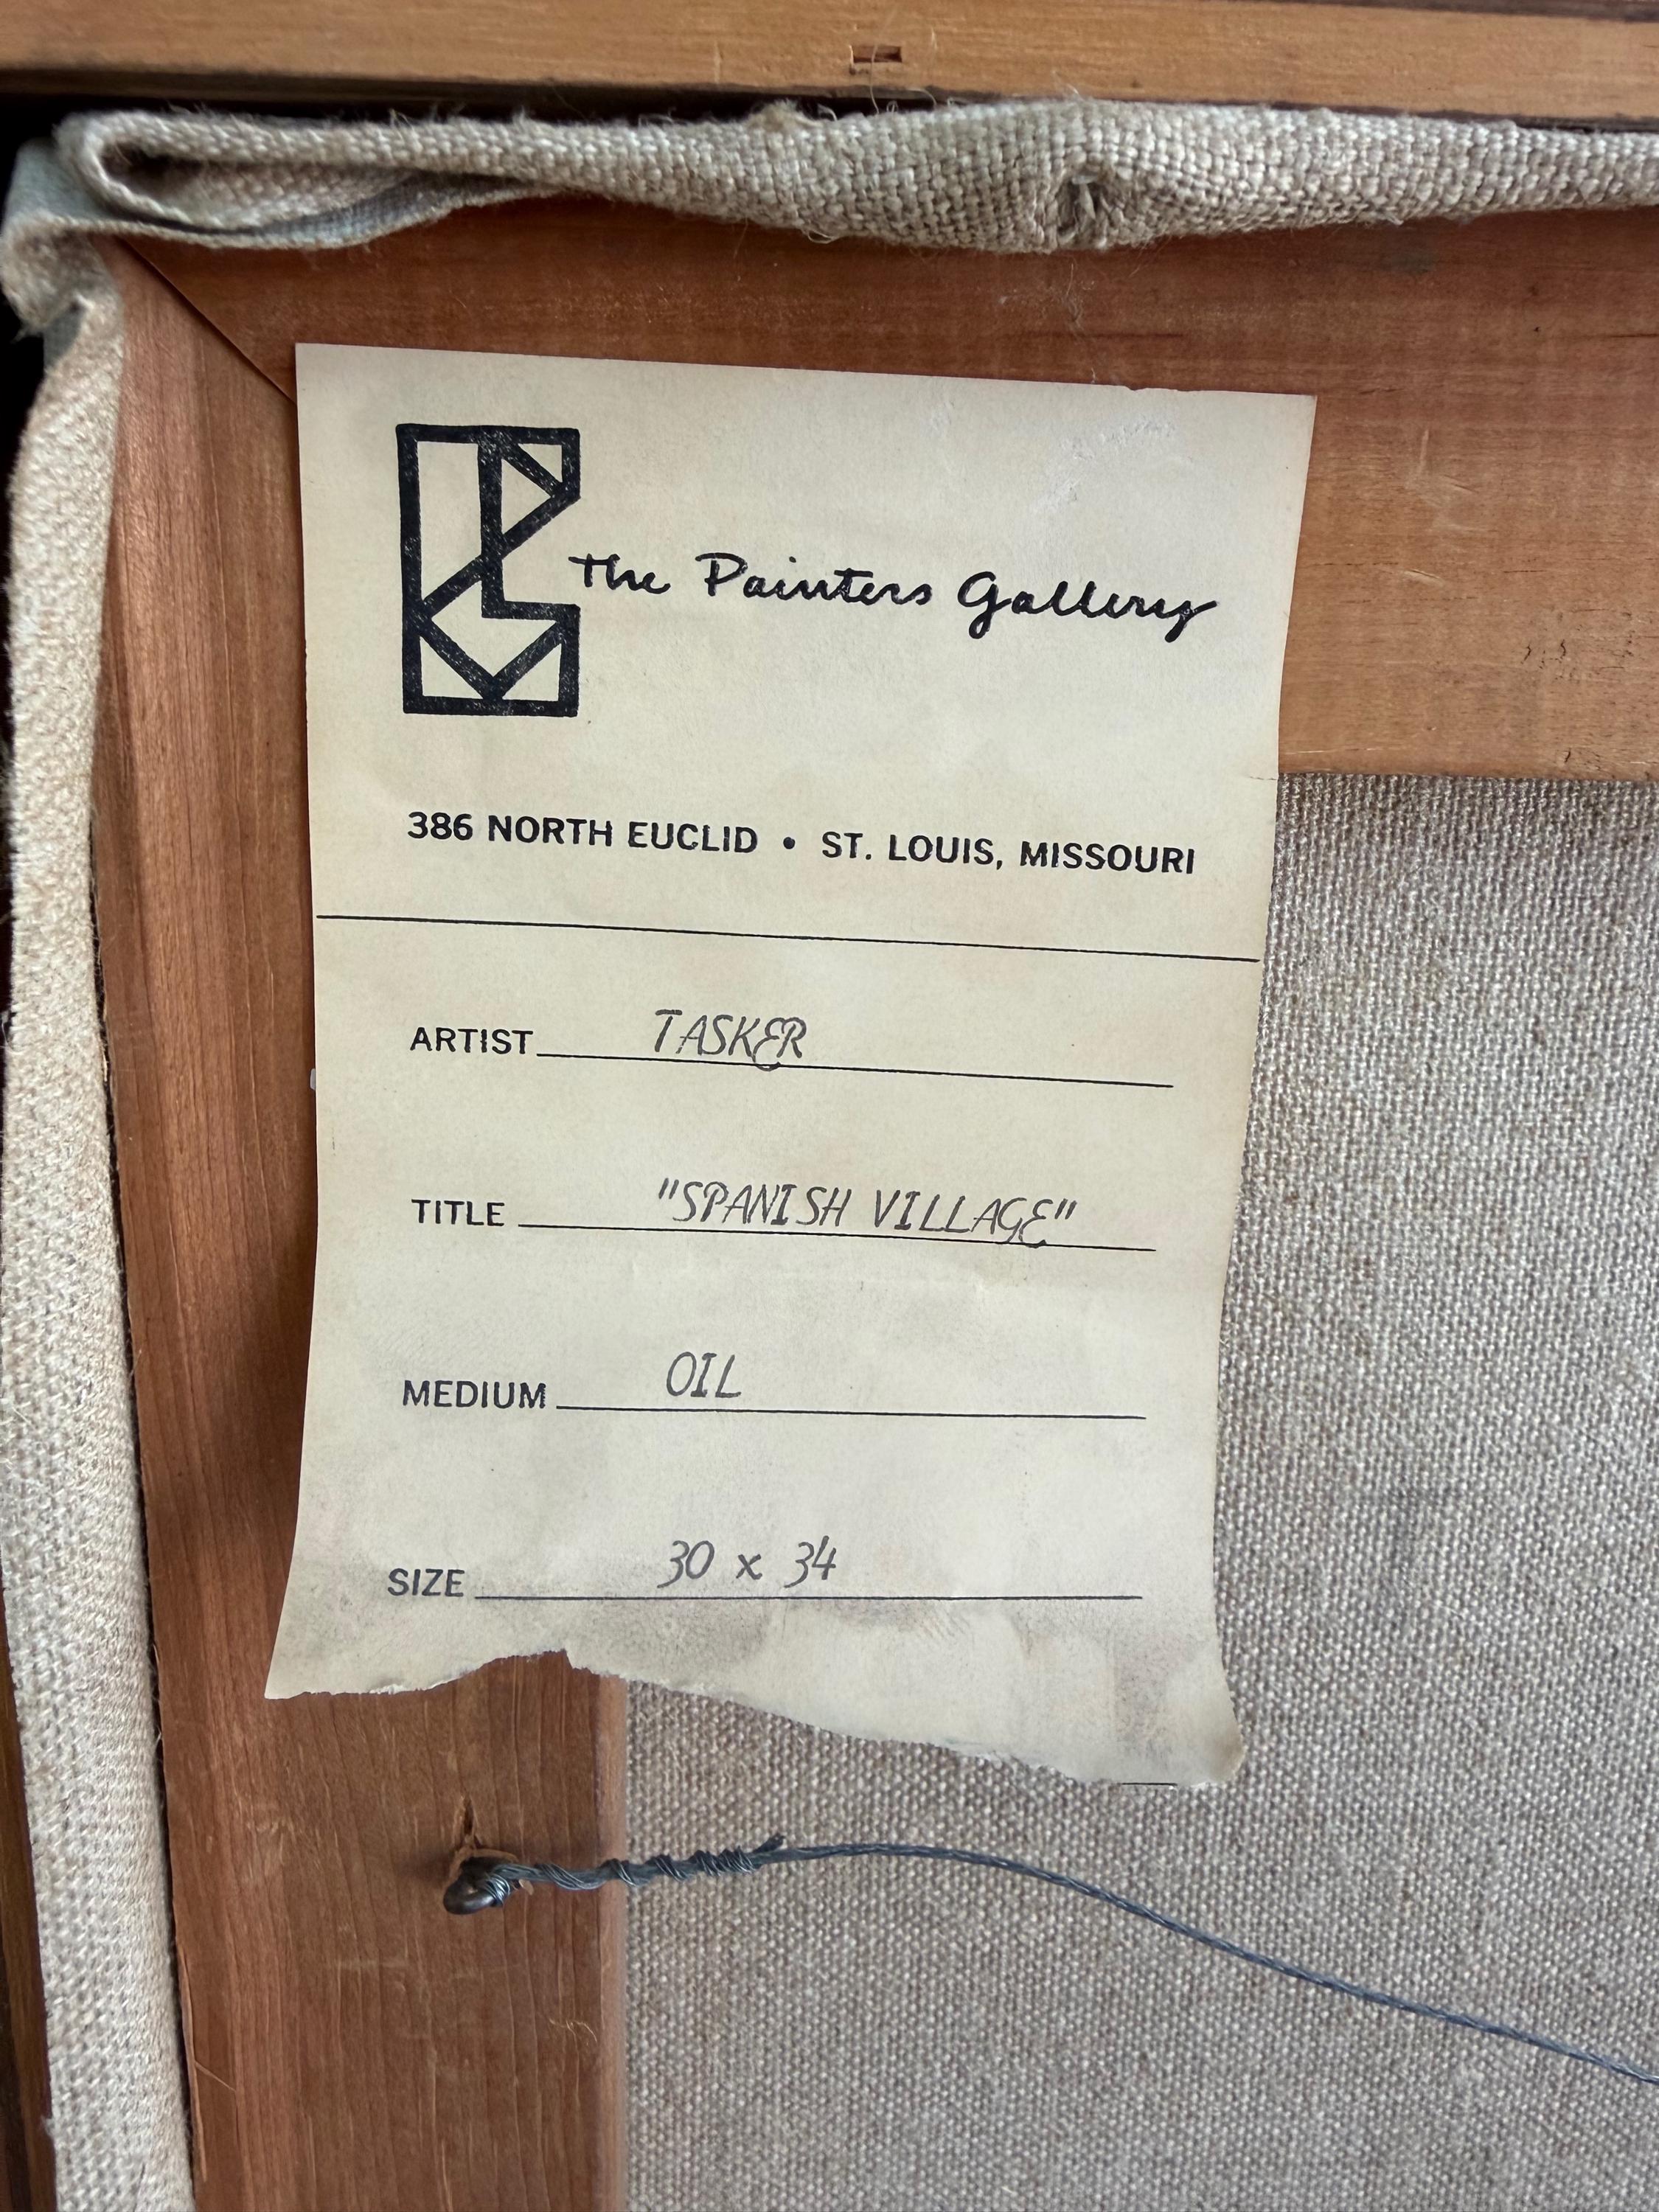 The Painters Gallery
386 NORTH EUCLID • ST. LOUIS, MISSOURI
ARTIST TASKER
TITLE "SPANISH VILLAGE"
MEDIUM OIL
SIZE 30 x 34